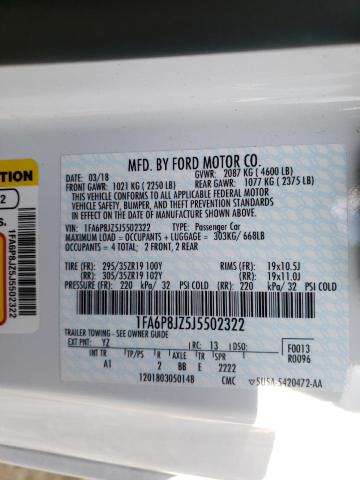 MFD. BY FORD MOTOR CO.
DATE: 03/18 GVWR: 2087 KG ( 4600 LB)
FRONT GAWR: 1021 KG ( 2250 LB) REAR GAWR: 1077 KG ( 2375 LB)
THIS VEHICLE CONFORMS TO ALL APPLICABLE FEDERAL MOTOR
VEHICLE SAFETY, BUMPER, AND THEFT PREVENTION STANDARDS IN
EFFECT ON THE DATE OF MANUFACTURE SHOWN ABOVE.
VIN: 1FA6P8JZ5J5502322 TYPE: Passenger Car
MAXIMUM LOAD = OCCUPANTS + LUGGAGE = 303KG/ 668LB
OCCUPANTS = 4 TOTAL: 2 FRONT, 2 REAR
TIRE(FR): 295/35ZR19 100Y RIMS(FR): 19x10.5J
TIRE(RR): 305/35ZR19 102Y RIMS(RR): 19x11.0J
PRESSURE(FR): 220 kPa/ 32 PSI COLD (RR): 220 kPa/ 32 PSI COLD
1FA6P8JZ5J5502322
TRAILER TOWING - SEE OWNER GUIDE
EXT PNT: YZ RC: 13 DSO: F0013
TR AXLE TR SPR R0096
A1 2 BB E 2222
1201803050148 CMC SU5A-5420472-AA
CAUTION
1FA6P8JZ5J5502322